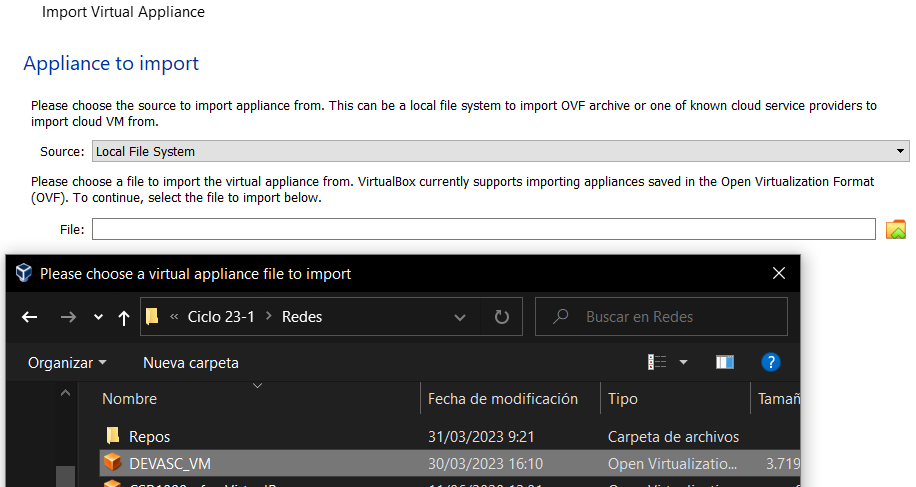 Import Virtual Appliance
Appliance to import
Please choose the source to import appliance from. This can be a local file system to import OVF archive or one of known cloud service providers to
import cloud VM from.
Source: Local File System
Please choose a file to import the virtual appliance from. VirtualBox currently supports importing appliances saved in the Open Virtualization Format
(OVF). To continue, select the file to import below.
File:
Please choose a virtual appliance file to import
« Ciclo 23-1 > Redes Buscar en Redes
Organizar Nueva carpeta ?
Nombre Fecha de modificación Tipo Tamañ
Repos 31/03/2023 9:21 Carpeta de archivos
DEVASC_VM 30/03/2023 16:10 Open Virtualizatio... 3.719